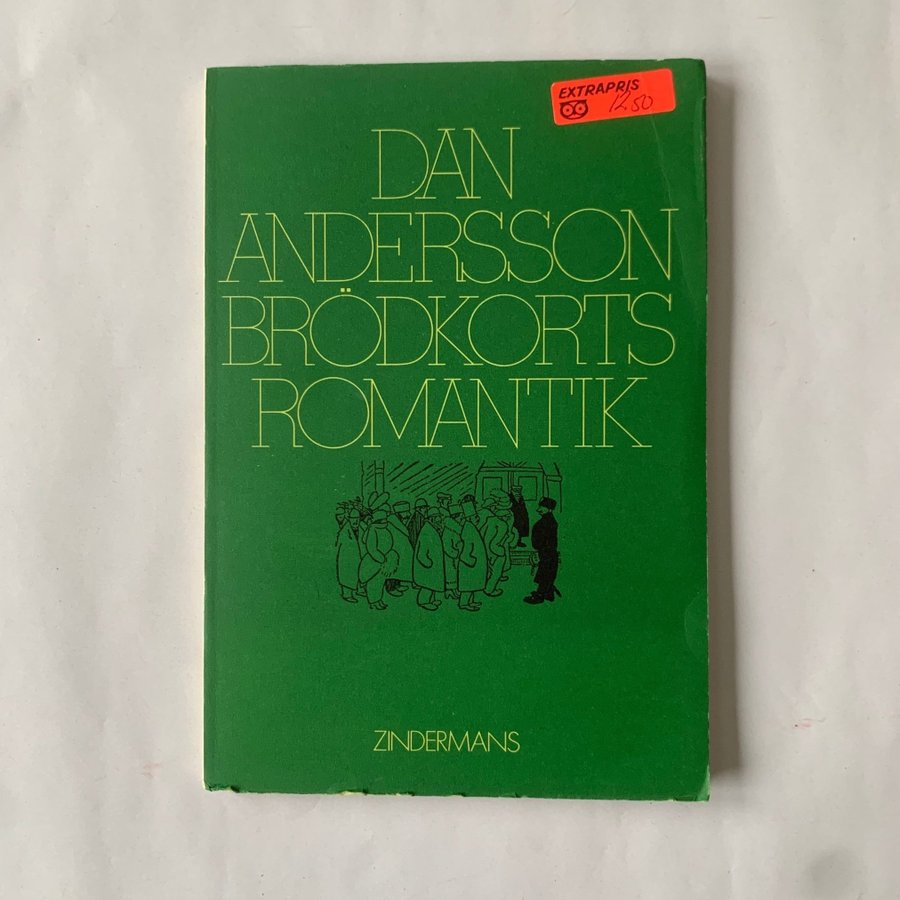 EXTRAPRIS
12.50
DAN
ANDERSSON
BRÖDKORTS
ROMANTIK
ZINDERMANS